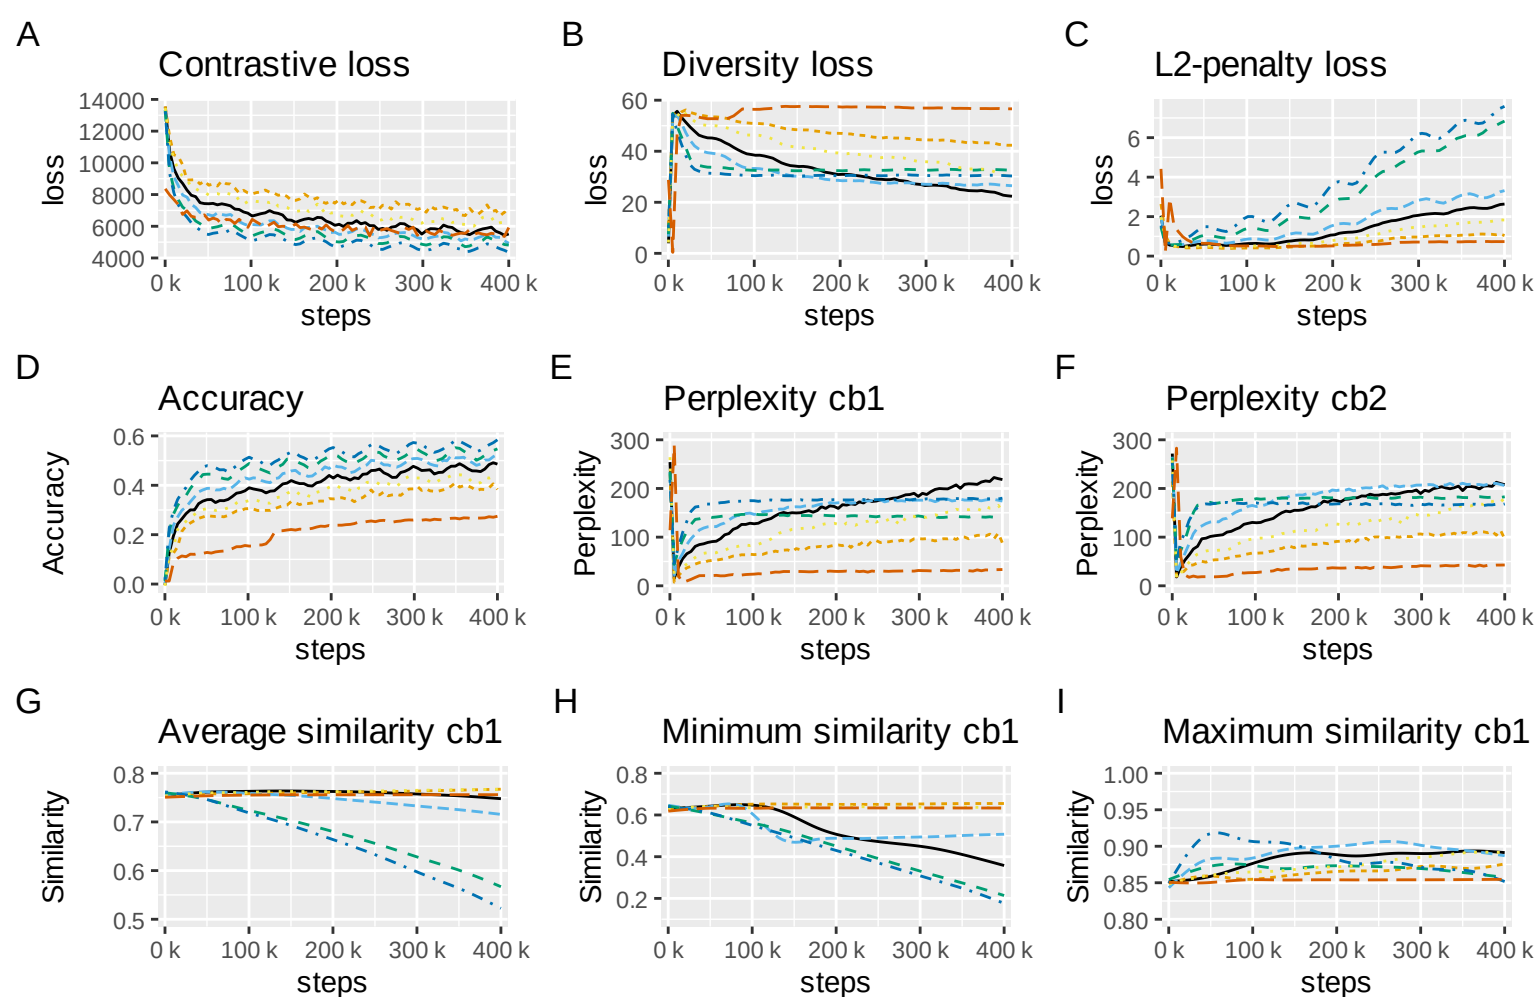 A
Contrastive loss
14000
12000
10000
8000
6000
4000
loss
0 k 100 k 200 k 300 k 400 k
steps
B
Diversity loss
60
40
20
0
loss
0 k 100 k 200 k 300 k 400 k
steps
C
L2-penalty loss
6
4
2
0
loss
0 k 100 k 200 k 300 k 400 k
steps
D
Accuracy
0.6
0.4
0.2
0.0
Accuracy
0 k 100 k 200 k 300 k 400 k
steps
E
Perplexity cb1
300
200
100
0
Perplexity
0 k 100 k 200 k 300 k 400 k
steps
F
Perplexity cb2
300
200
100
0
Perplexity
0 k 100 k 200 k 300 k 400 k
steps
G
Average similarity cb1
0.8
0.7
0.6
0.5
Similarity
0 k 100 k 200 k 300 k 400 k
steps
H
Minimum similarity cb1
0.8
0.6
0.4
0.2
Similarity
0 k 100 k 200 k 300 k 400 k
steps
I
Maximum similarity cb1
1.00
0.95
0.90
0.85
0.80
Similarity
0 k 100 k 200 k 300 k 400 k
steps